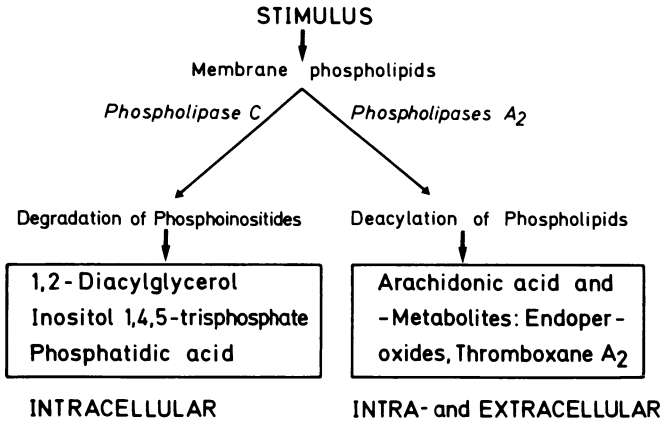 STIMULUS
Membrane phospholipids
Phospholipase C
Phospholipases A₂
Degradation of Phosphoinositides
Deacylation of Phospholipids
1,2-Diacylglycerol
Inositol 1,4,5-trisphosphate
Phosphatidic acid
Arachidonic acid and
-Metabolites: Endoper-
oxides, Thromboxane A₂
INTRACELLULAR
INTRA- and EXTRACELLULAR